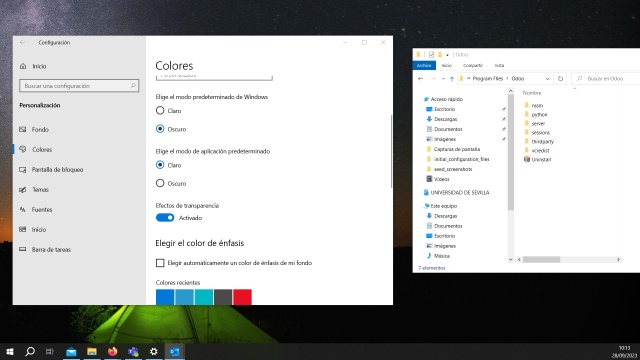 Configuración
Inicio
Buscar una configuración
Personalización
Fondo
Colores
Pantalla de bloqueo
Temas
Fuentes
Inicio
Barra de tareas
Colores
Personalizado
Elige el modo predeterminado de Windows
Claro
Oscuro
Elige el modo de aplicación predeterminado
Claro
Oscuro
Efectos de transparencia
Activado
Elegir el color de énfasis
Elegir automáticamente un color de énfasis de mi fondo
Colores recientes
Odoo
Archivo Inicio Compartir Vista
Program Files > Odoo
Buscar en Odoo
Acceso rápido
Escritorio
Descargas
Documentos
Imágenes
Capturas de pantalla
initial_configuration_files
seed_screenshots
Vídeos
UNIVERSIDAD DE SEVILLA
Este equipo
Descargas
Documentos
Escritorio
Imágenes
Música
Nombre
nssm
python
server
sessions
thirdparty
vcredist
Uninstall
7 elementos
10:13
28/09/2023